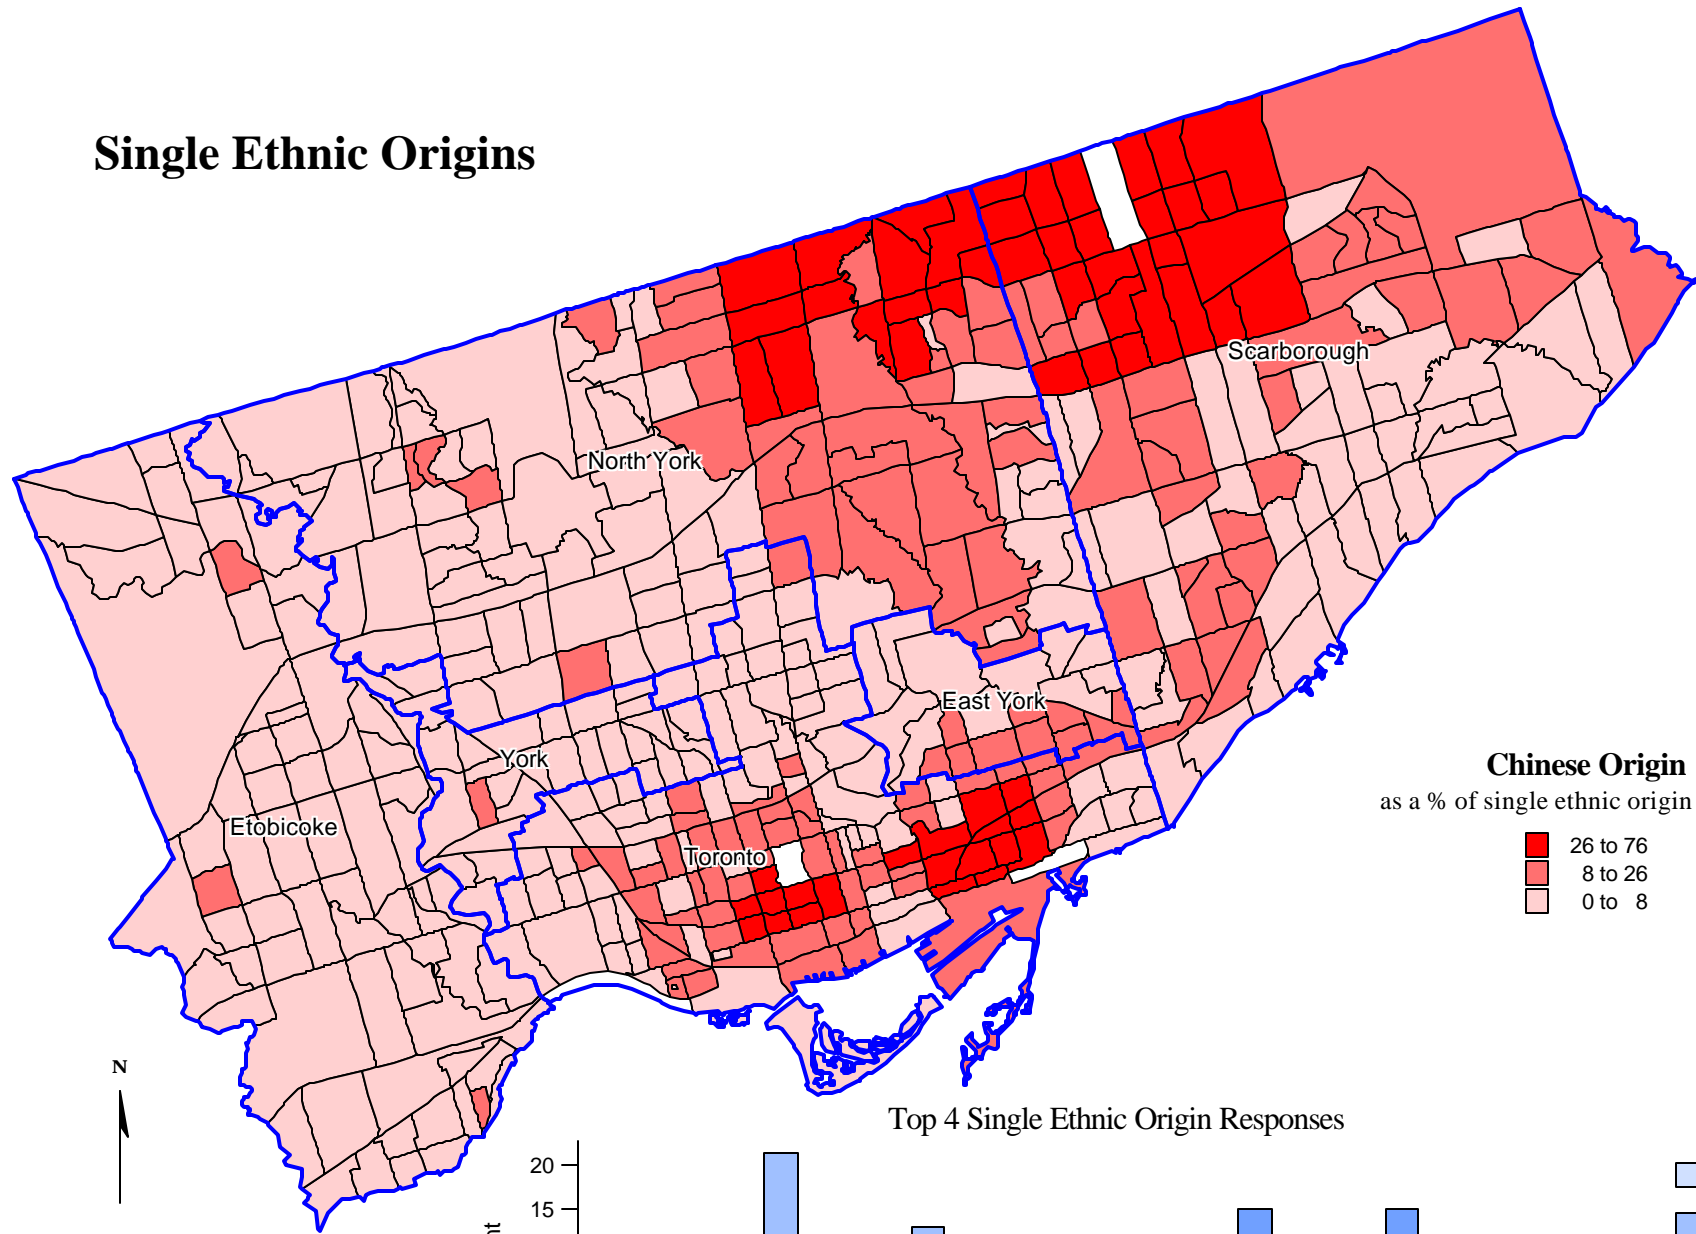 Single Ethnic Origins
Scarborough
North York
East York
York
Etobicoke
Toronto
Chinese Origin
as a % of single ethnic origin
26 to 76
8 to 26
0 to 8
N
Top 4 Single Ethnic Origin Responses
20
15